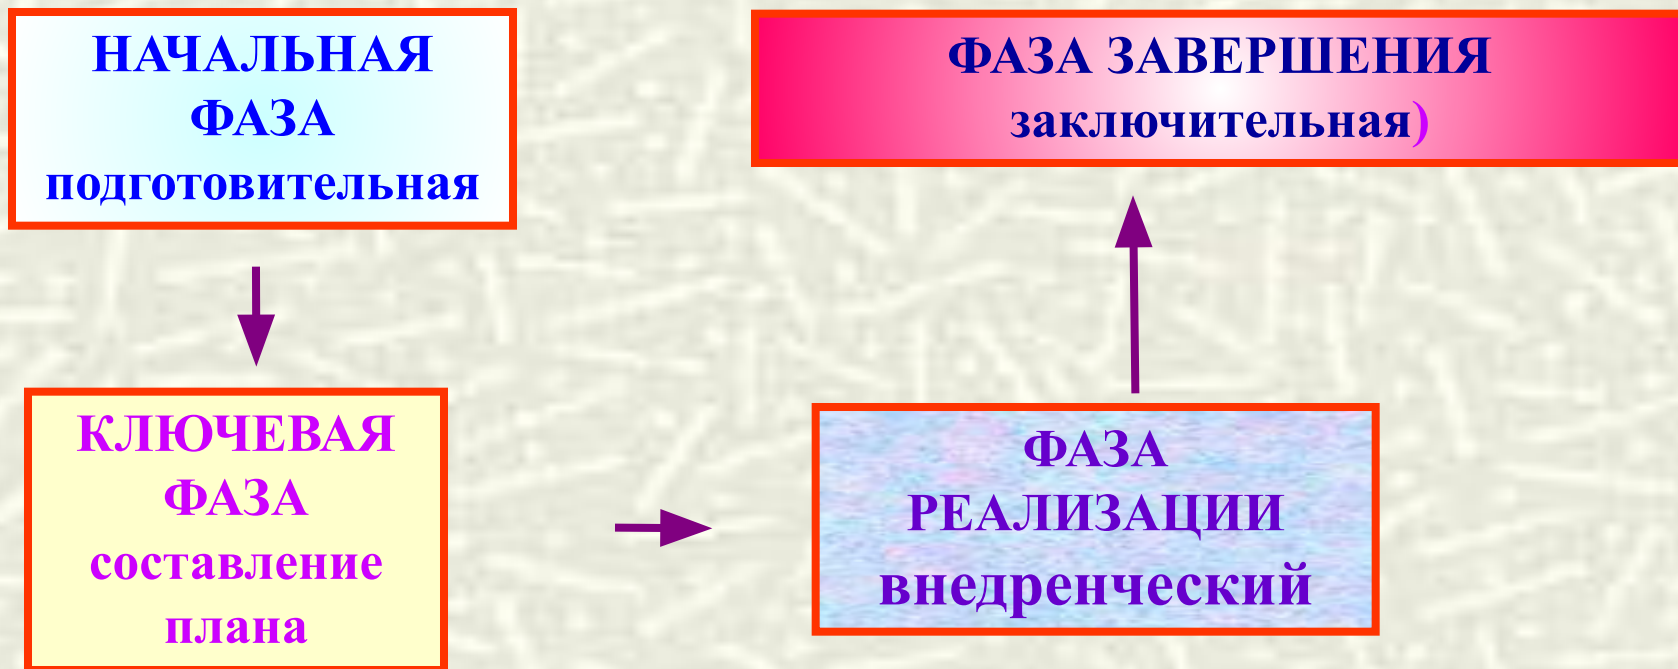 НАЧАЛЬНАЯ
ФАЗА
подготовительная
КЛЮЧЕВАЯ
ФАЗА
составление
плана
ФАЗА
РЕАЛИЗАЦИИ
внедренческий
ФАЗА ЗАВЕРШЕНИЯ
заключительная)